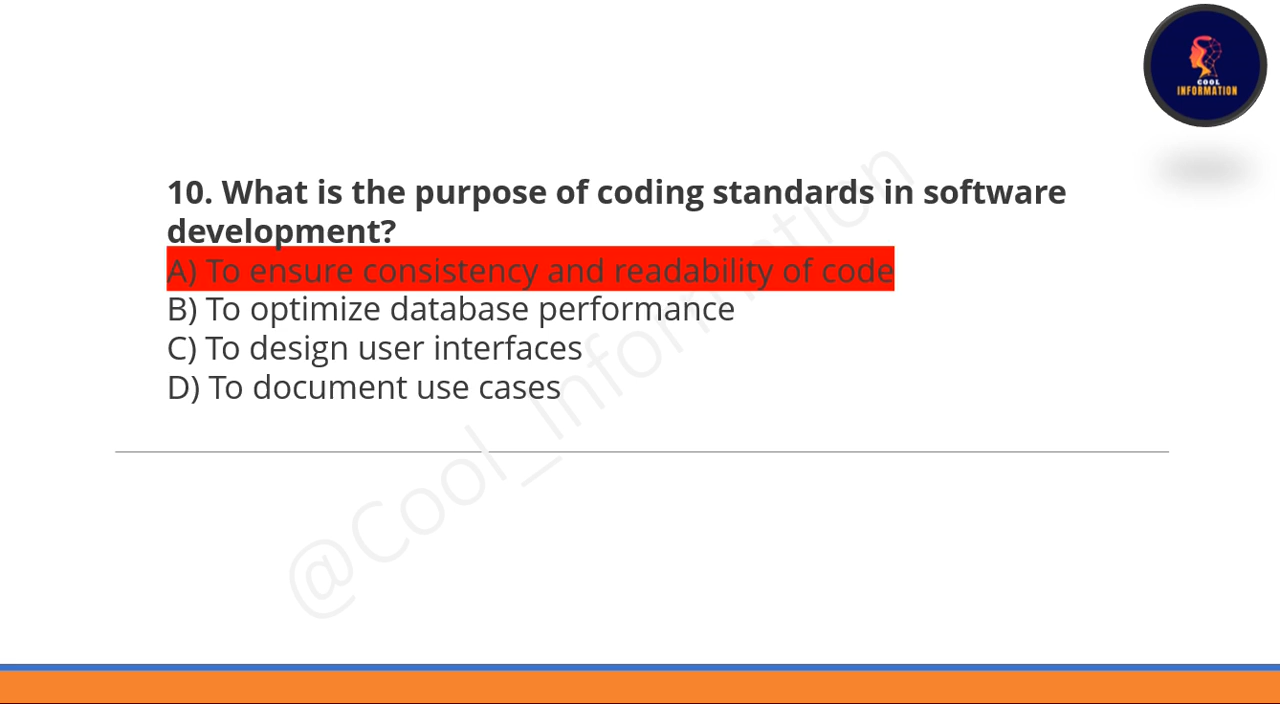 COOL
INFORMATION
10. What is the purpose of coding standards in software
development?
A) To ensure consistency and readability of code
B) To optimize database performance
C) To design user interfaces
D) To document use cases
@Cool_Information